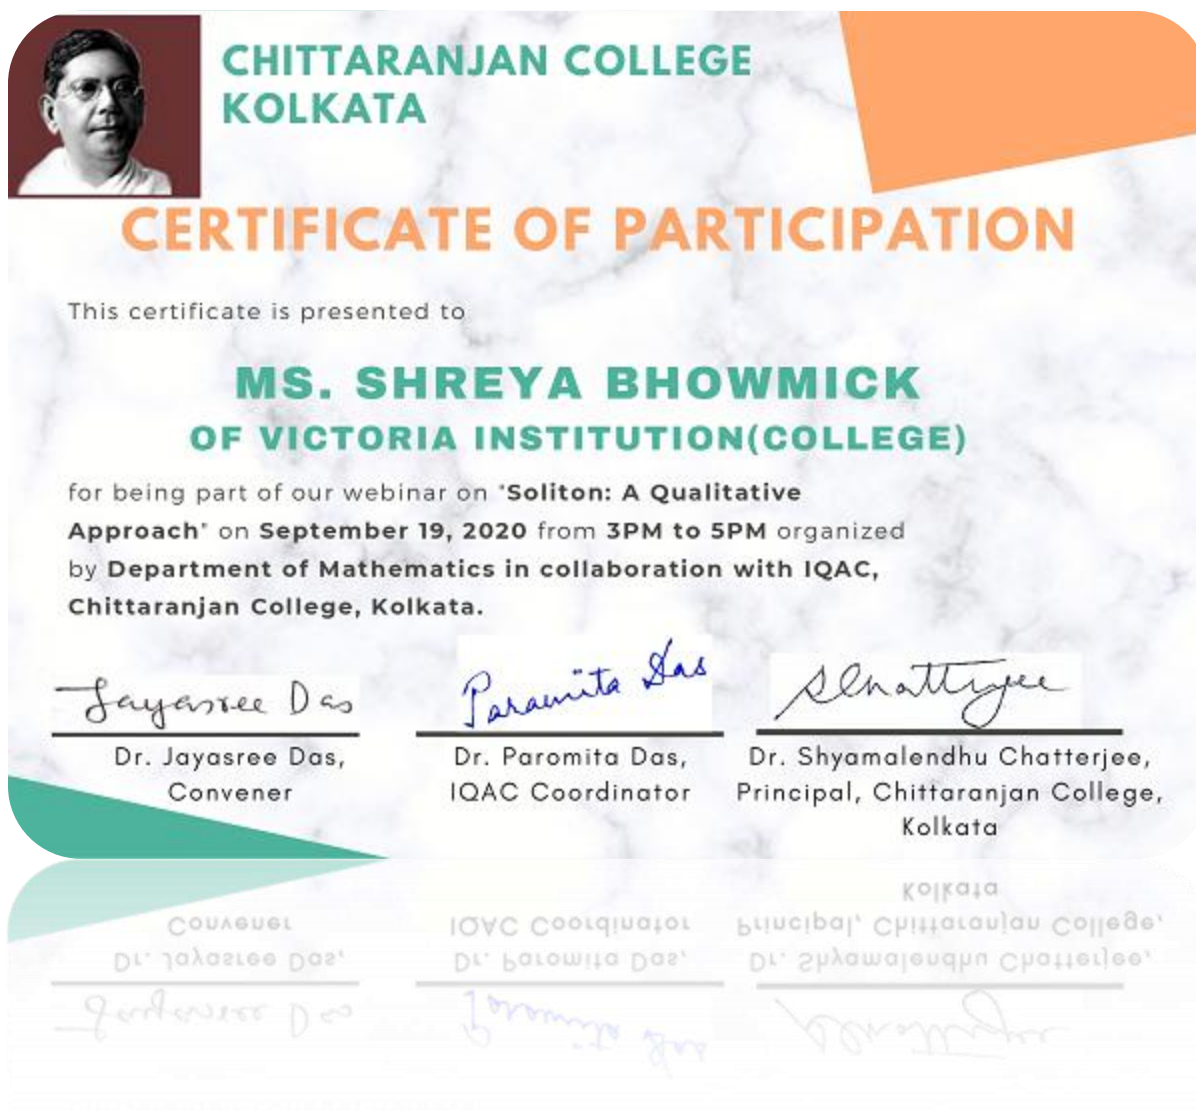 CHITTARANJAN COLLEGE
KOLKATA
CERTIFICATE OF PARTICIPATION
This certificate is presented to
MS. SHREYA BHOWMICK
OF VICTORIA INSTITUTION(COLLEGE)
for being part of our webinar on "Soliton: A Qualitative
Approach" on September 19, 2020 from 3PM to 5PM organized
by Department of Mathematics in collaboration with IQAC,
Chittaranjan College, Kolkata.
Jayasree Das
Paramita Das
SChatterjee
Dr. Jayasree Das,
Convener
Dr. Paromita Das,
IQAC Coordinator
Dr. Shyamalendhu Chatterjee,
Principal, Chittaranjan College,
Kolkata